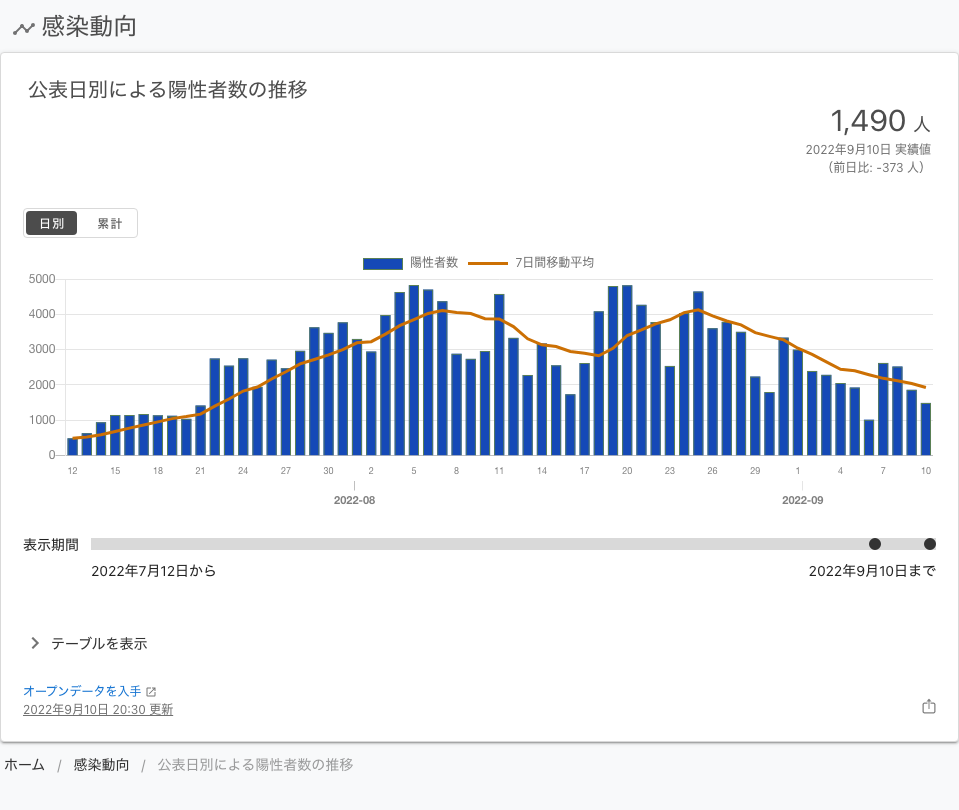 感染動向
公表日別による陽性者数の推移
1,490 人
2022年9月10日 実績値
（前日比: -373 人）
日別 累計
陽性者数 7日間移動平均
5000
4000
3000
2000
1000
0
12 15 18 21 24 27 30 2 5 8 11 14 17 20 23 26 29 1 4 7 10
2022-08 2022-09
表示期間
2022年7月12日から 2022年9月10日まで
テーブルを表示
オープンデータを入手
2022年9月10日 20:30 更新
ホーム / 感染動向 / 公表日別による陽性者数の推移